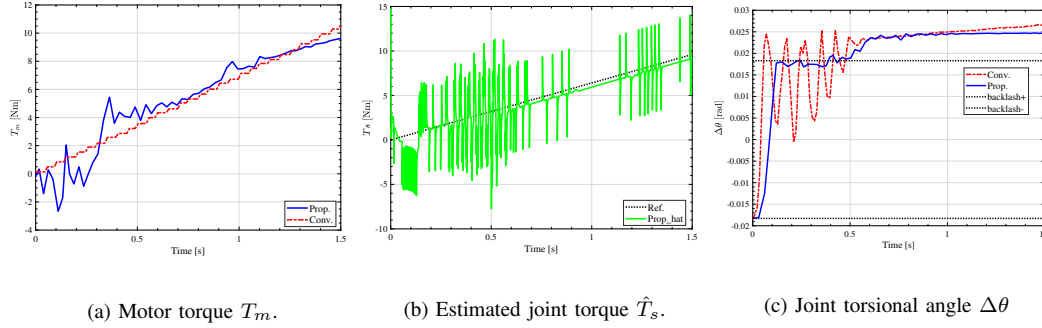 12
10
8
6
4
2
0
-2
-4
T_m [Nm]
0
0.5
1
1.5
Time [s]
Prop.
Conv.
(a) Motor torque T_m.
15
10
5
0
-5
-10
T_s [Nm]
0
0.5
1
1.5
Time [s]
Ref.
Prop_hat
(b) Estimated joint torque T̂_s.
0.03
0.025
0.02
0.015
0.01
0.005
0
-0.005
-0.01
-0.015
-0.02
Δθ [rad]
0
0.5
1
1.5
Time [s]
Conv.
Prop.
backlash+
backlash-
(c) Joint torsional angle Δθ